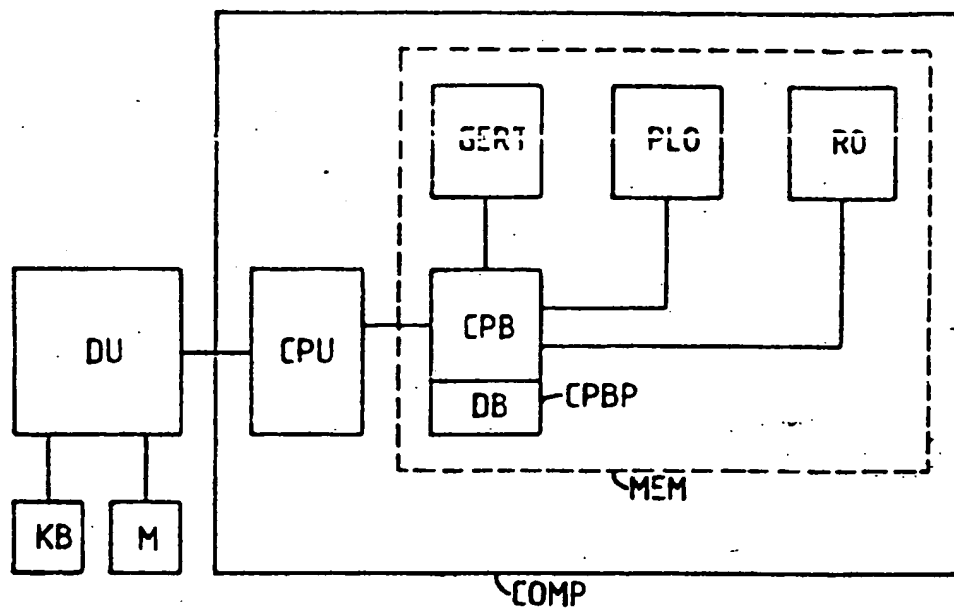 GERT
PLO
RO
DU
CPU
CPB
DB
CPBP
MEM
KB
M
COMP